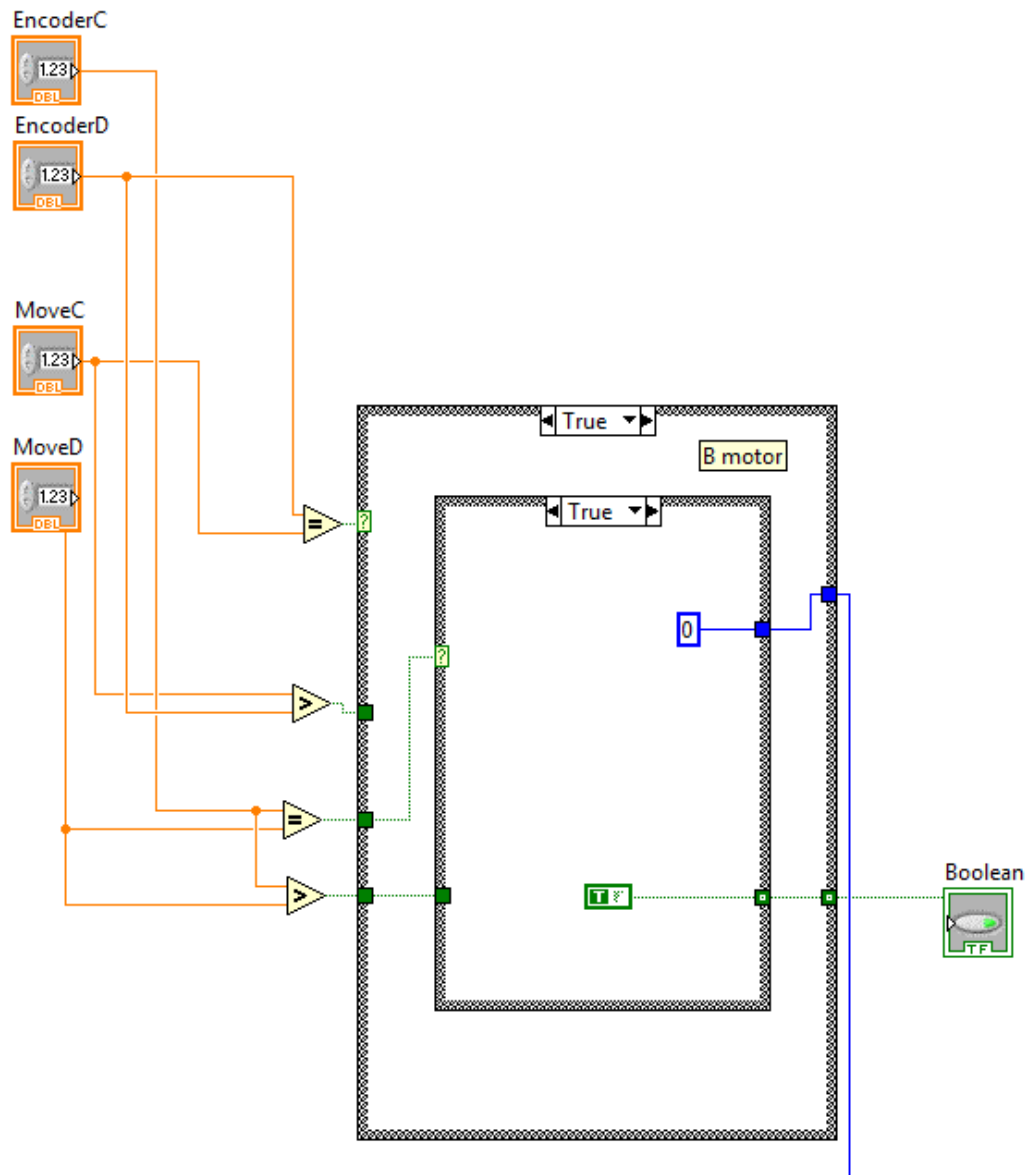 EncoderC
1.23
DBL
EncoderD
1.23
DBL
MoveC
1.23
DBL
MoveD
1.23
DBL
True
B motor
True
=
?
0
?
>
=
>
T F
Boolean
TF